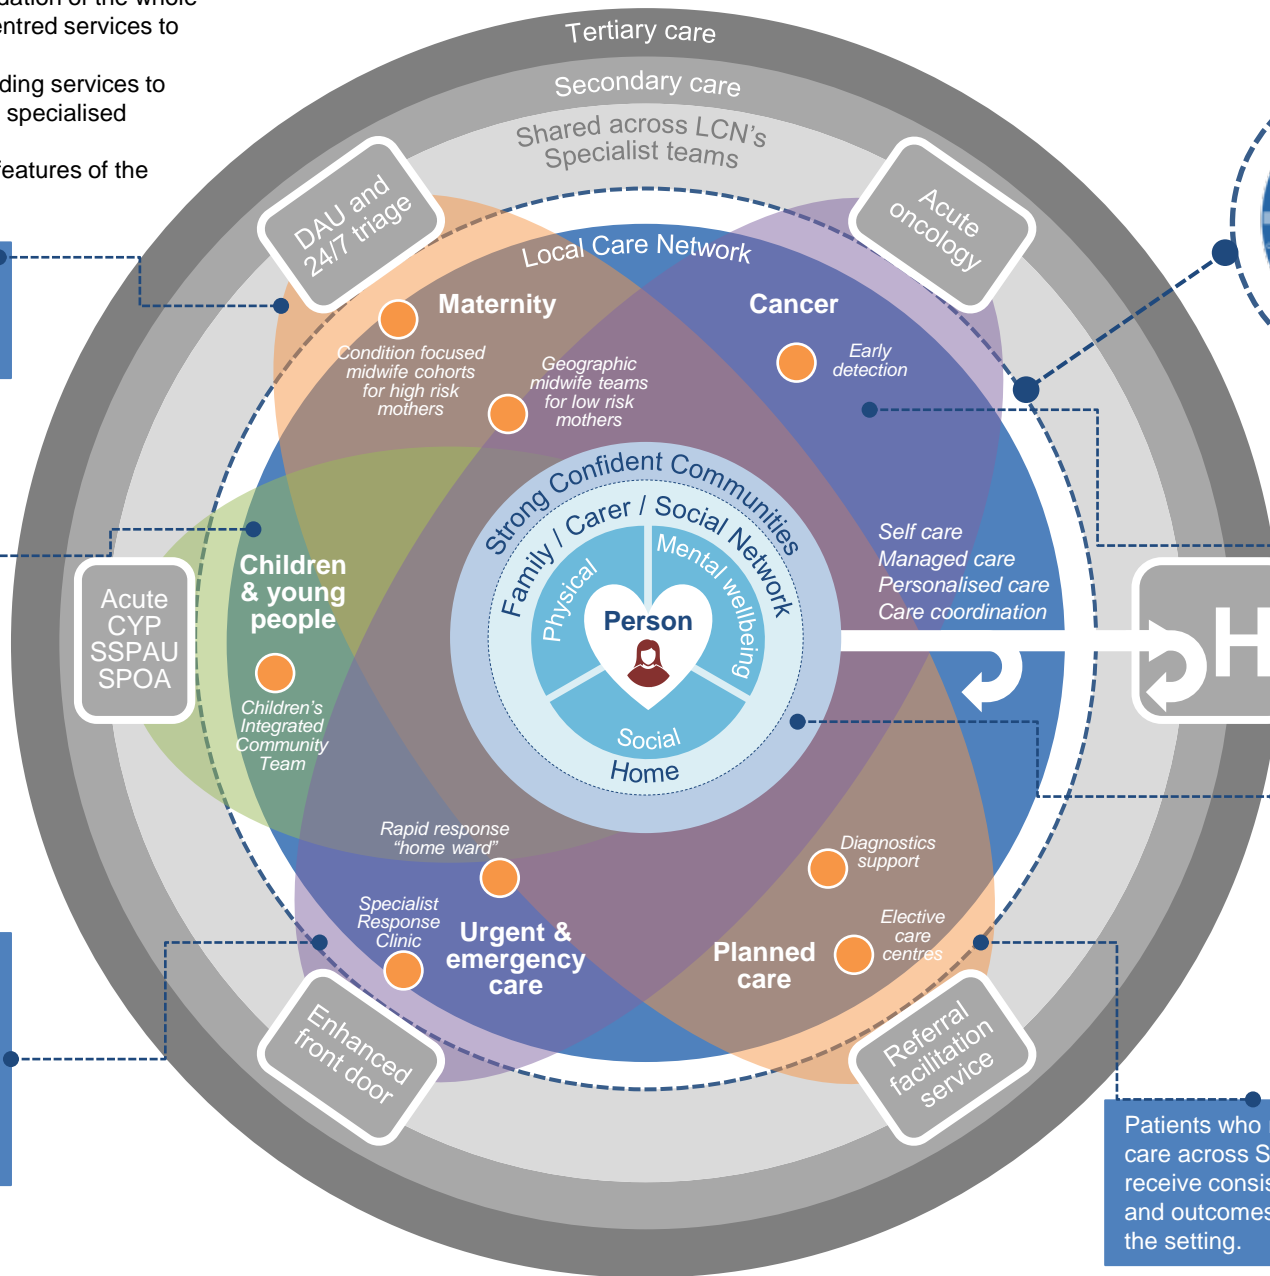 dation of the whole
entred services to
ding services to
specialised
features of the
Tertiary care
Secondary care
Shared across LCN's
Specialist teams
DAU and
24/7 triage
Acute
oncology
Local Care Network
Maternity
Cancer
Condition focused
midwife cohorts
for high risk
mothers
Geographic
midwife teams
for low risk
mothers
Early
detection
Strong Confident Communities
Family / Carer / Social Network
Physical
Mental wellbeing
Person
Social
Home
Self care
Managed care
Personalised care
Care coordination
H
Children
& young
people
Acute
CYP
SSPAU
SPOA
Children's
Integrated
Community
Team
Rapid response
“home ward”
Specialist
Response
Clinic
Urgent &
emergency
care
Diagnostics
support
Elective
care
centres
Planned
care
Enhanced
front door
Referral
facilitation
service
Patients who
care across S
receive consis
and outcomes
the setting.